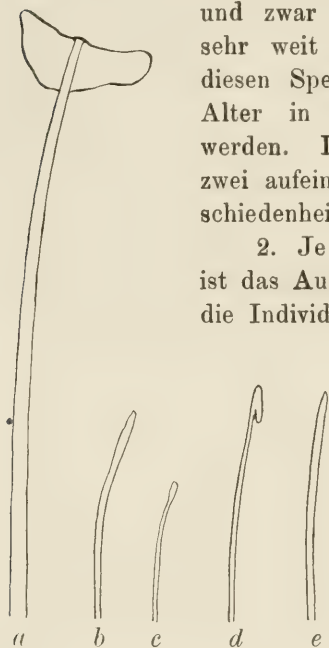 und zwar
sehr weit
diesen Spe
Alter in
werden. I
zwei aufein
schiedenhei
2. Je
ist das Au
die Individ
a b c d e